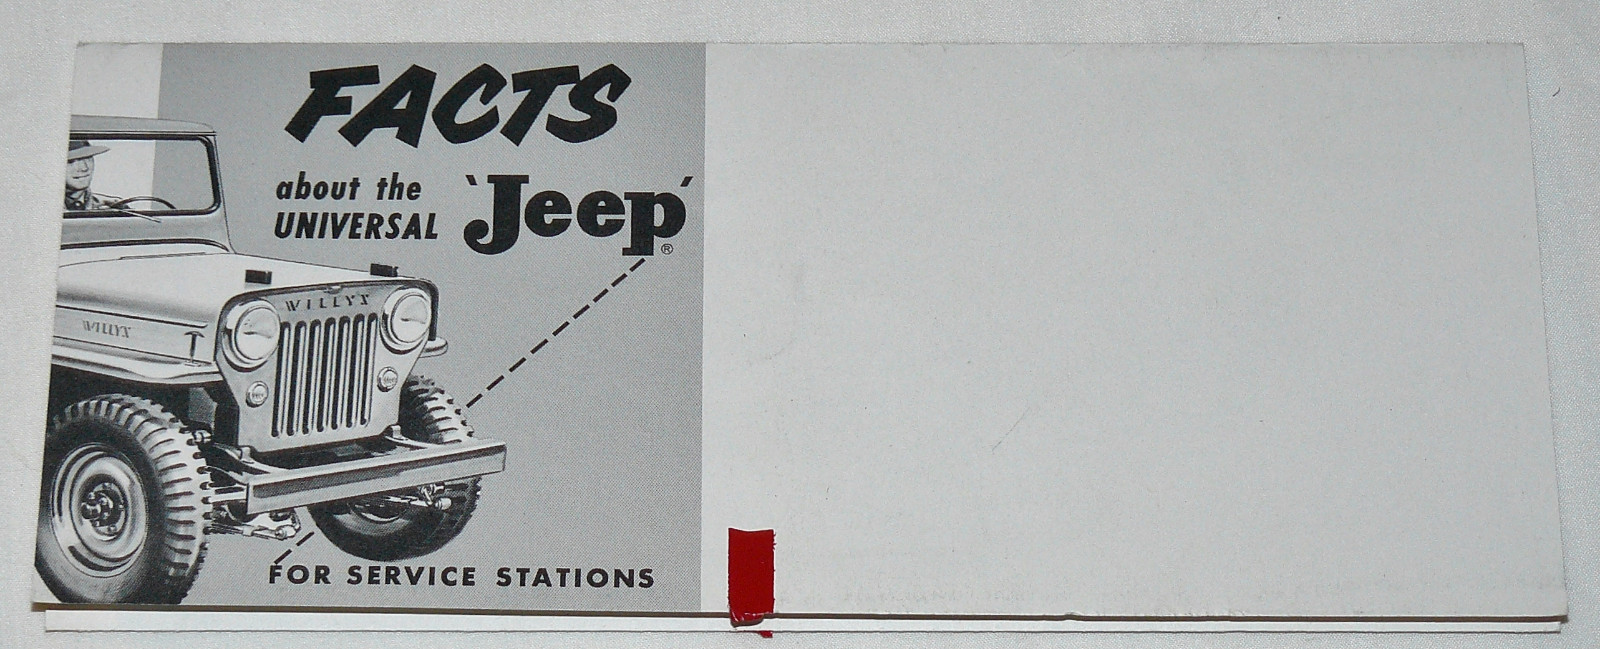 FACTS
about the
UNIVERSAL 'Jeep'®
WILLYS
WILLYS
FOR SERVICE STATIONS